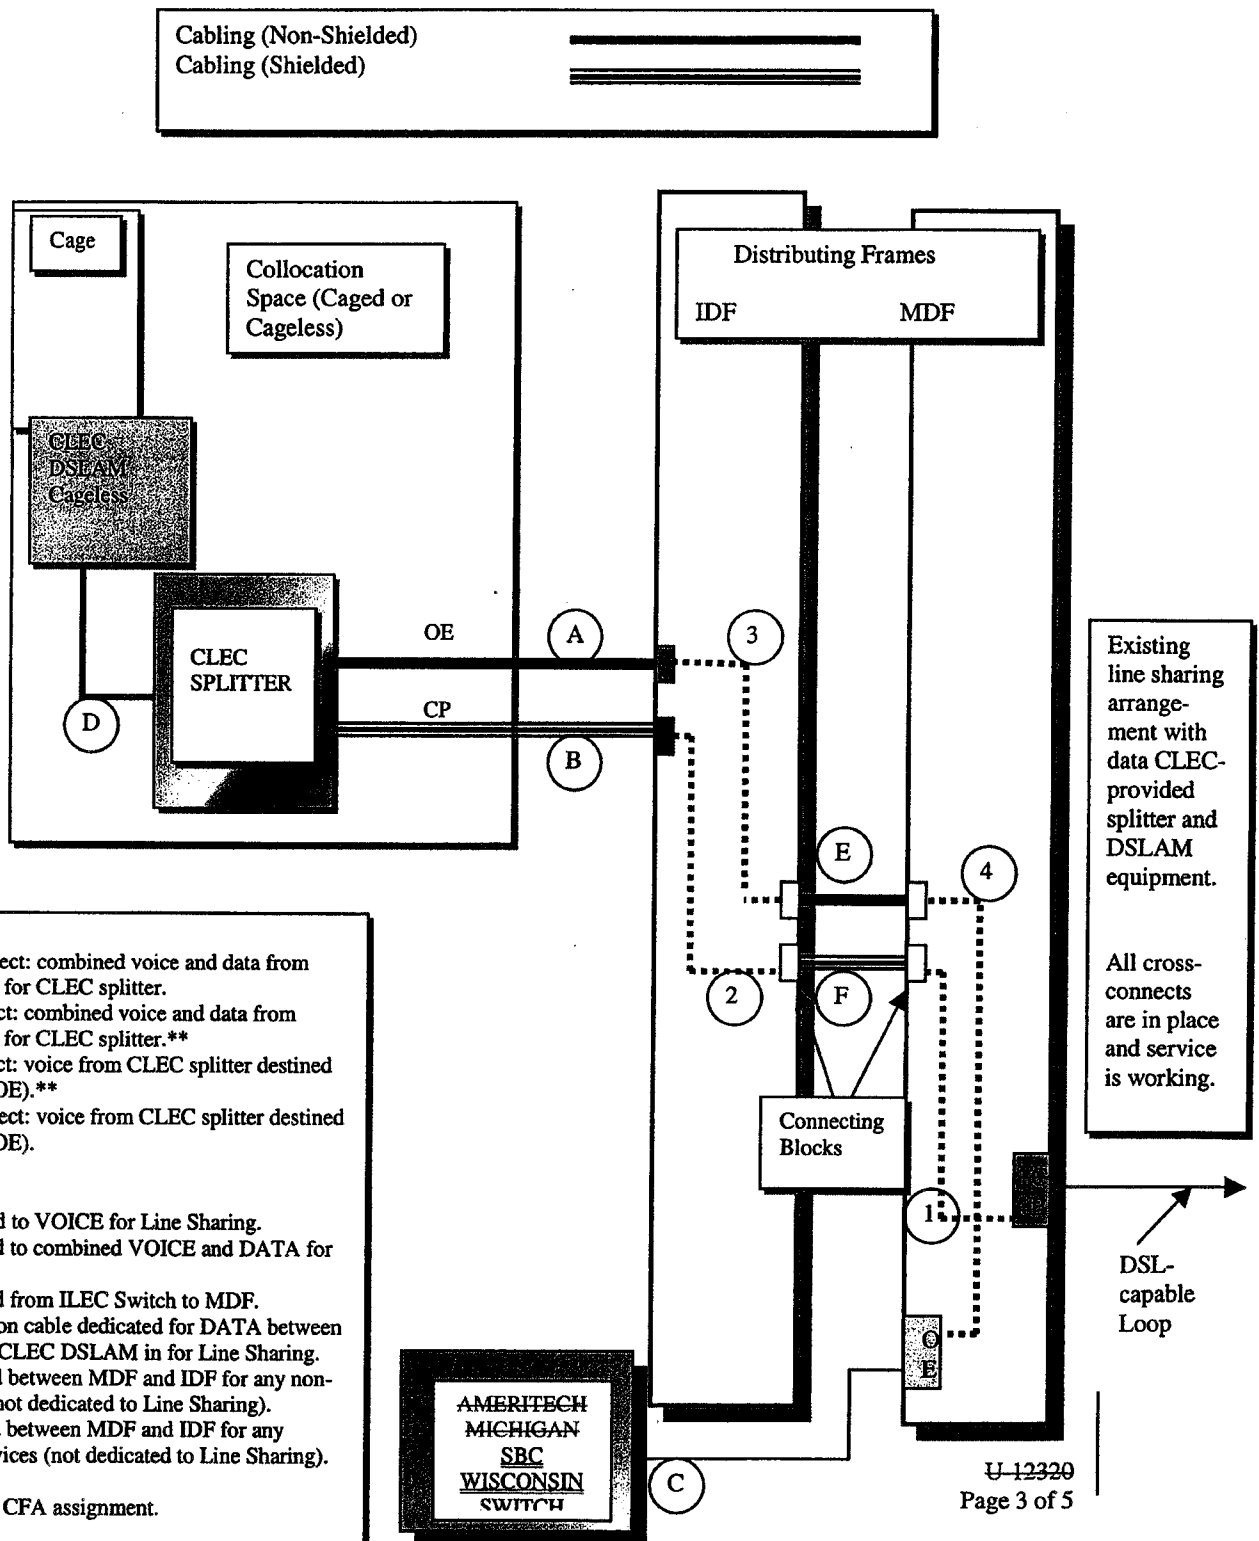 Cabling (Non-Shielded)
Cabling (Shielded)
Cage
Collocation
Space (Caged or
Cageless)
Distributing Frames
IDF MDF
CLEC
DSLAM
Cageless
CLEC
SPLITTER
OE
A
CP
B
D
3
E
4
2
F
Connecting
Blocks
1
Existing
line sharing
arrange-
ment with
data CLEC-
provided
splitter and
DSLAM
equipment.
All cross-
connects
are in place
and service
is working.
DSL-
capable
Loop
ect: combined voice and data from
for CLEC splitter.
ct: combined voice and data from
for CLEC splitter.**
ct: voice from CLEC splitter destined
OE).**
ect: voice from CLEC splitter destined
OE).
d to VOICE for Line Sharing.
d to combined VOICE and DATA for
d from ILEC Switch to MDF.
on cable dedicated for DATA between
CLEC DSLAM in for Line Sharing.
d between MDF and IDF for any non-
not dedicated to Line Sharing).
between MDF and IDF for any
vices (not dedicated to Line Sharing).
CFA assignment.
AMERITECH
MICHIGAN
SBC
WISCONSIN
SWITCH
C
O
E
U-12320
Page 3 of 5